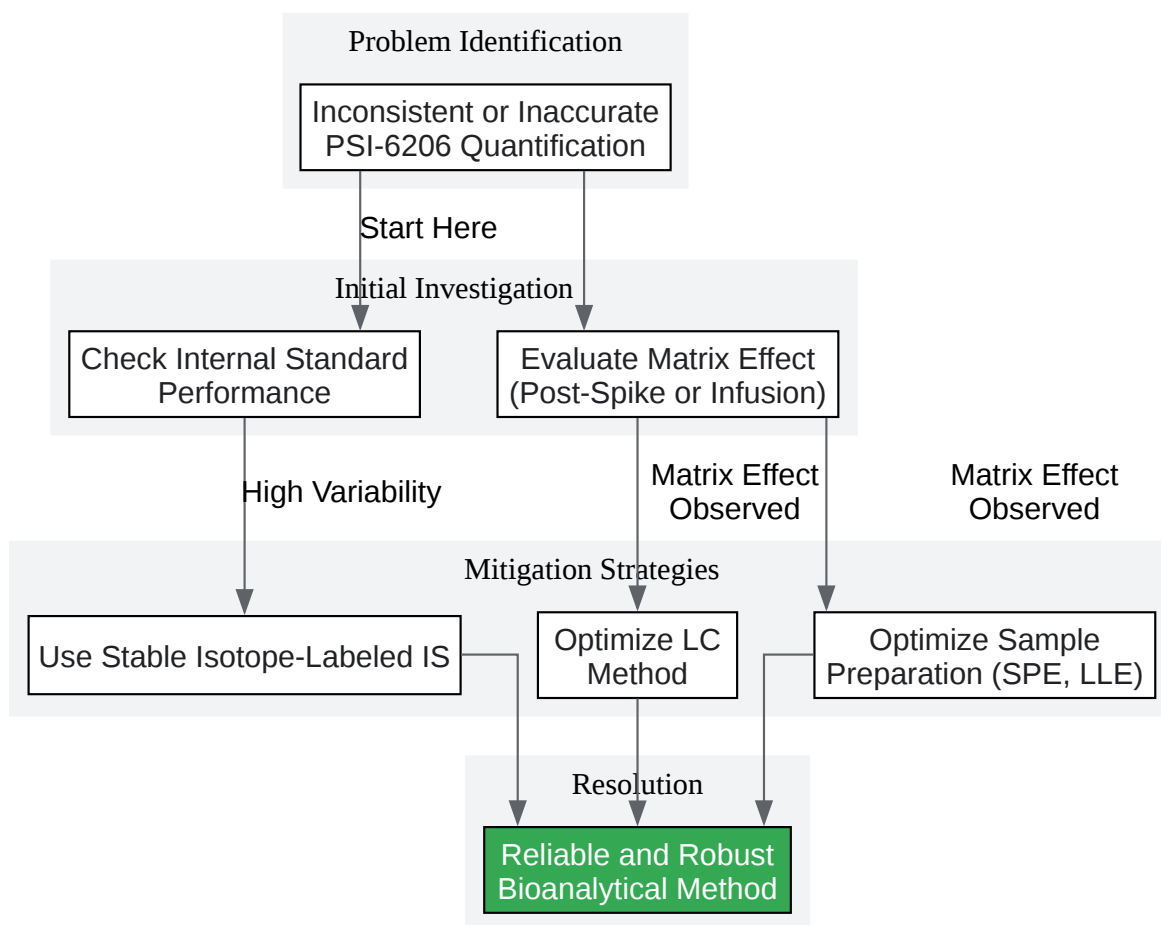 Problem Identification
Inconsistent or Inaccurate
PSI-6206 Quantification
Start Here
Initial Investigation
Check Internal Standard
Performance
Evaluate Matrix Effect
(Post-Spike or Infusion)
High Variability
Matrix Effect
Observed
Matrix Effect
Observed
Mitigation Strategies
Use Stable Isotope-Labeled IS
Optimize LC
Method
Optimize Sample
Preparation (SPE, LLE)
Resolution
Reliable and Robust
Bioanalytical Method